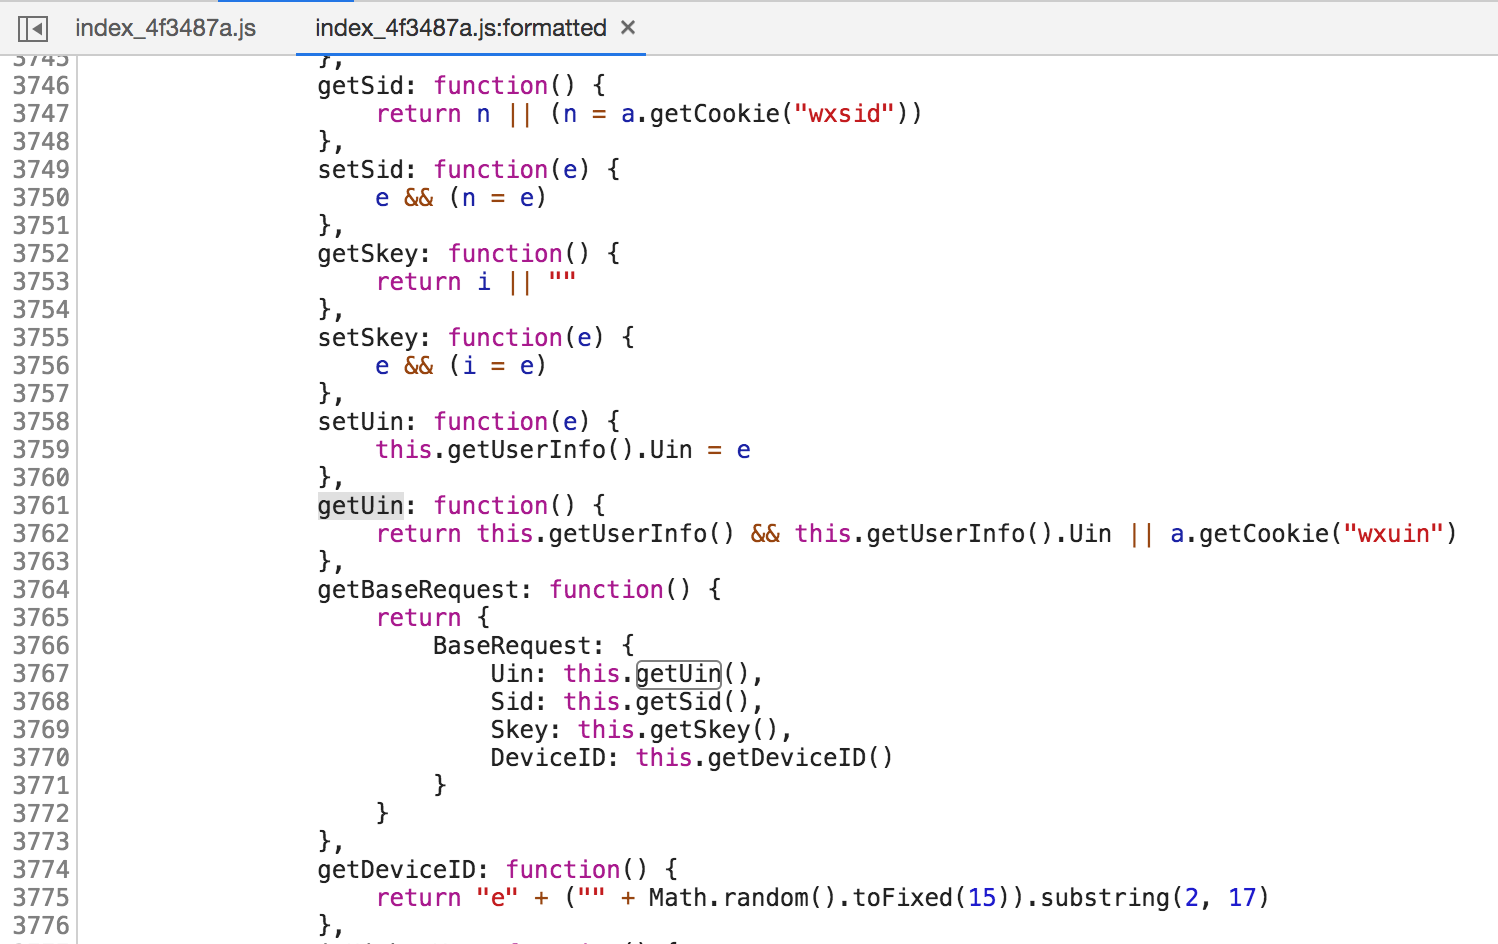 index_4f3487a.js index_4f3487a.js:formatted ×
3745 },
3746 getSid: function() {
3747 return n || (n = a.getCookie("wxsid"))
3748 },
3749 setSid: function(e) {
3750 e && (n = e)
3751 },
3752 getSkey: function() {
3753 return i || ""
3754 },
3755 setSkey: function(e) {
3756 e && (i = e)
3757 },
3758 setUin: function(e) {
3759 this.getUserInfo().Uin = e
3760 },
3761 getUin: function() {
3762 return this.getUserInfo() && this.getUserInfo().Uin || a.getCookie("wxuin")
3763 },
3764 getBaseRequest: function() {
3765 return {
3766 BaseRequest: {
3767 Uin: this.getUin(),
3768 Sid: this.getSid(),
3769 Skey: this.getSkey(),
3770 DeviceID: this.getDeviceID()
3771 }
3772 }
3773 },
3774 getDeviceID: function() {
3775 return "e" + ("" + Math.random().toFixed(15)).substring(2, 17)
3776 },